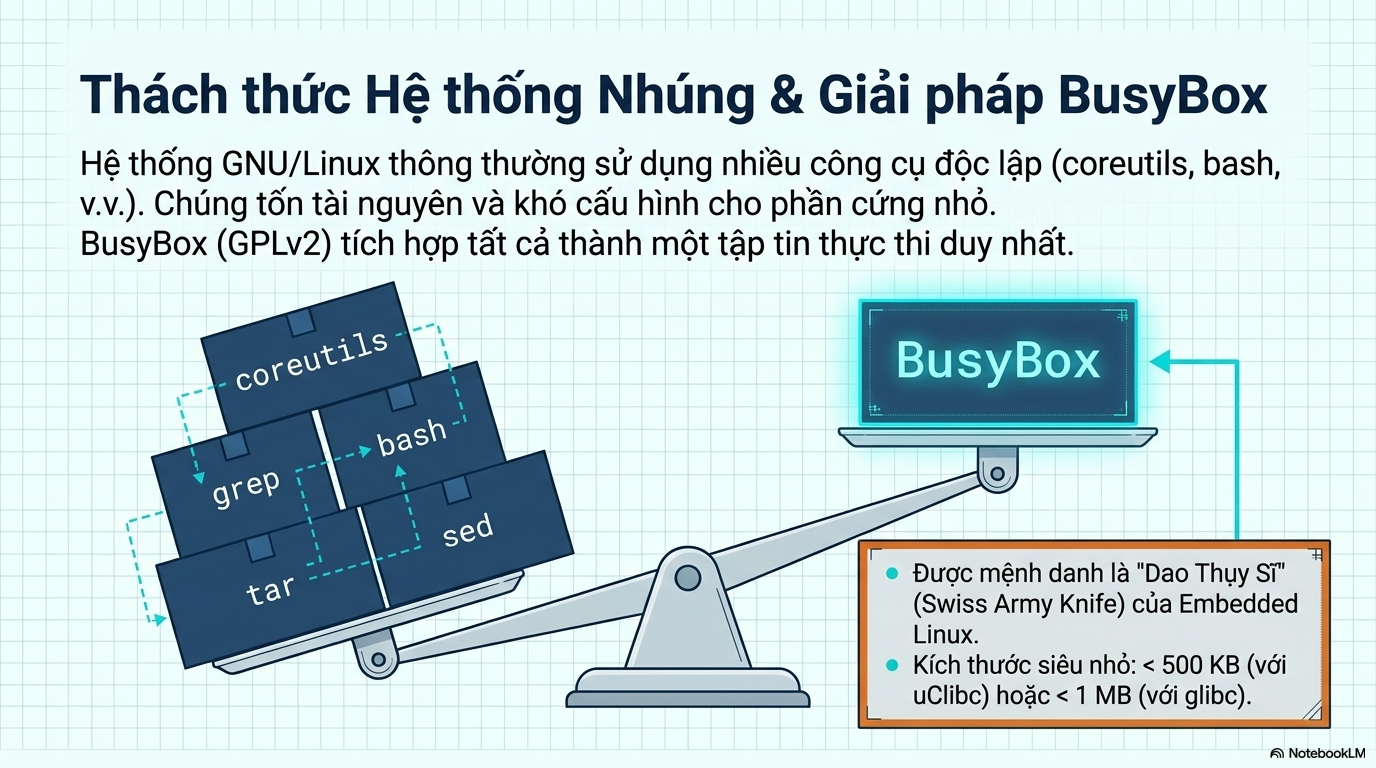 Thách thức Hệ thống Nhúng & Giải pháp BusyBox
Hệ thống GNU/Linux thông thường sử dụng nhiều công cụ độc lập (coreutils, bash,
v.v.). Chúng tốn tài nguyên và khó cấu hình cho phần cứng nhỏ.
BusyBox (GPLv2) tích hợp tất cả thành một tập tin thực thi duy nhất.
coreutils
grep
bash
tar
sed
BusyBox
Được mệnh danh là "Dao Thụy Sĩ"
(Swiss Army Knife) của Embedded
Linux.
Kích thước siêu nhỏ: < 500 KB (với
uClibc) hoặc < 1 MB (với glibc).
NotebookLM